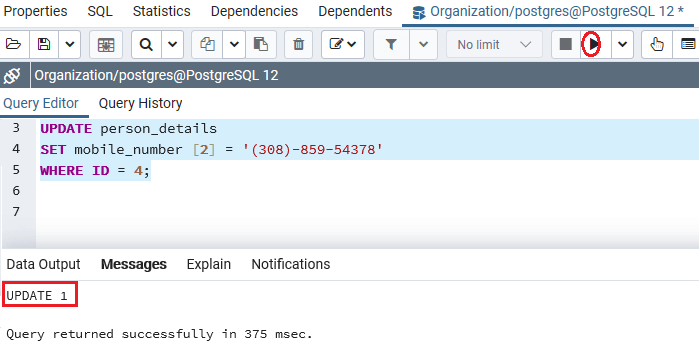 Properties SQL Statistics Dependencies Dependents Organization/postgres@PostgreSQL 12 *
No limit
Organization/postgres@PostgreSQL 12
Query Editor Query History
3 UPDATE person_details
4 SET mobile_number [2] = '(308)-859-54378'
5 WHERE ID = 4;
6
7
Data Output Messages Explain Notifications
UPDATE 1
Query returned successfully in 375 msec.